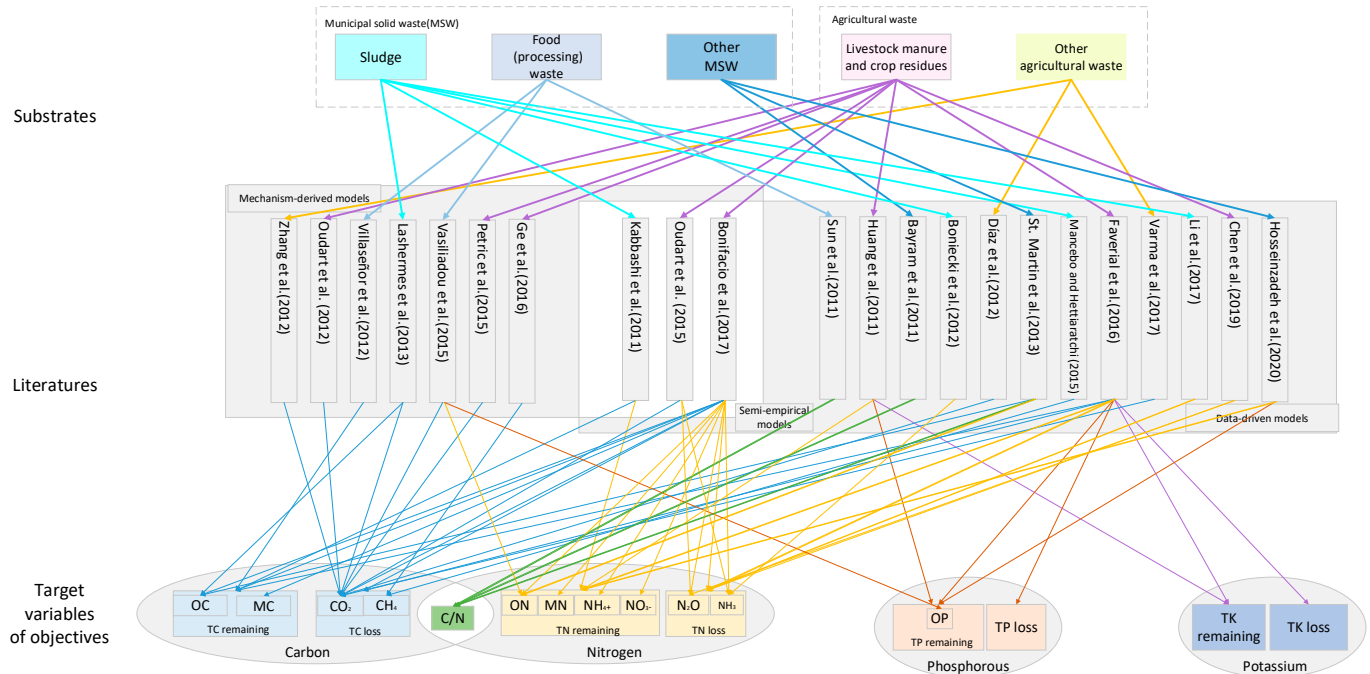 Municipal solid waste(MSW)
Agricultural waste
Sludge
Food
(processing)
waste
Other
MSW
Livestock manure
and crop residues
Other
agricultural waste
Substrates
Mechanism-derived models
Zhang et al.(2012)
Oudart et al. (2012)
Villaseñor et al.(2012)
Lashermes et al.(2013)
Vasiliadou et al.(2015)
Petric et al.(2015)
Ge et al.(2016)
Kabbashi et al.(2011)
Oudart et al. (2015)
Bonifacio et al.(2017)
Sun et al.(2011)
Huang et al.(2011)
Bayram et al.(2011)
Boniecki et al.(2012)
Díaz et al.(2012)
St. Martin et al.(2013)
Mancebo and Hettiaratchi (2015)
Faverial et al.(2016)
Varma et al.(2017)
Li et al.(2017)
Chen et al.(2019)
Hosseinzadeh et al.(2020)
Literatures
Semi-empirical
models
Data-driven models
Target
variables
of objectives
OC
MC
TC remaining
CO₂
CH₄
TC loss
C/N
ON
MN
NH₄₊
NO₃₋
TN remaining
N₂O
NH₃
TN loss
OP
TP remaining
TP loss
TK
remaining
TK loss
Carbon
Nitrogen
Phosphorous
Potassium